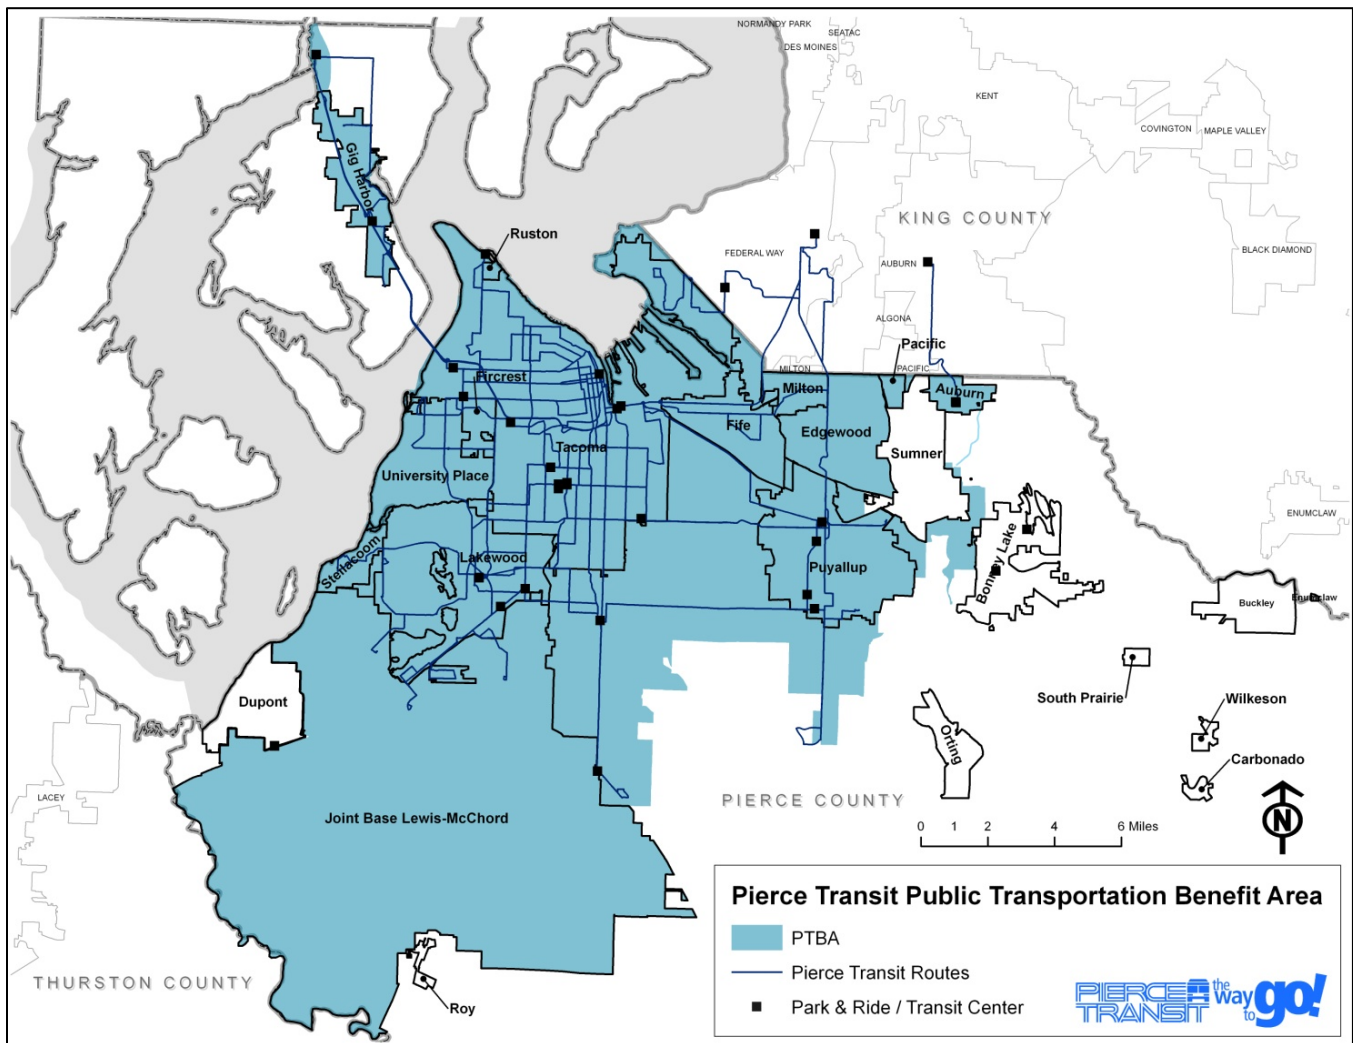 NORMANDY PARK
SEATAC
DES MOINES
KENT
COVINGTON
MAPLE VALLEY
Gig Harbor
KING COUNTY
Ruston
FEDERAL WAY
AUBURN
BLACK DIAMOND
ALGONA
Pacific
MILTON
PACIFIC
Fircrest
Milton
Auburn
Fife
Edgewood
Tacoma
Sumner
University Place
ENUMCLAW
Steilacoom
Lakewood
Puyallup
Bonney Lake
Buckley
Enumclaw
Dupont
South Prairie
Wilkeson
Orting
Carbonado
LACEY
PIERCE COUNTY
Joint Base Lewis-McChord
0 1 2 4 6 Miles
N
Pierce Transit Public Transportation Benefit Area
PTBA
Pierce Transit Routes
Park & Ride / Transit Center
THURSTON COUNTY
Roy
PIERCE TRANSIT
the way to go!